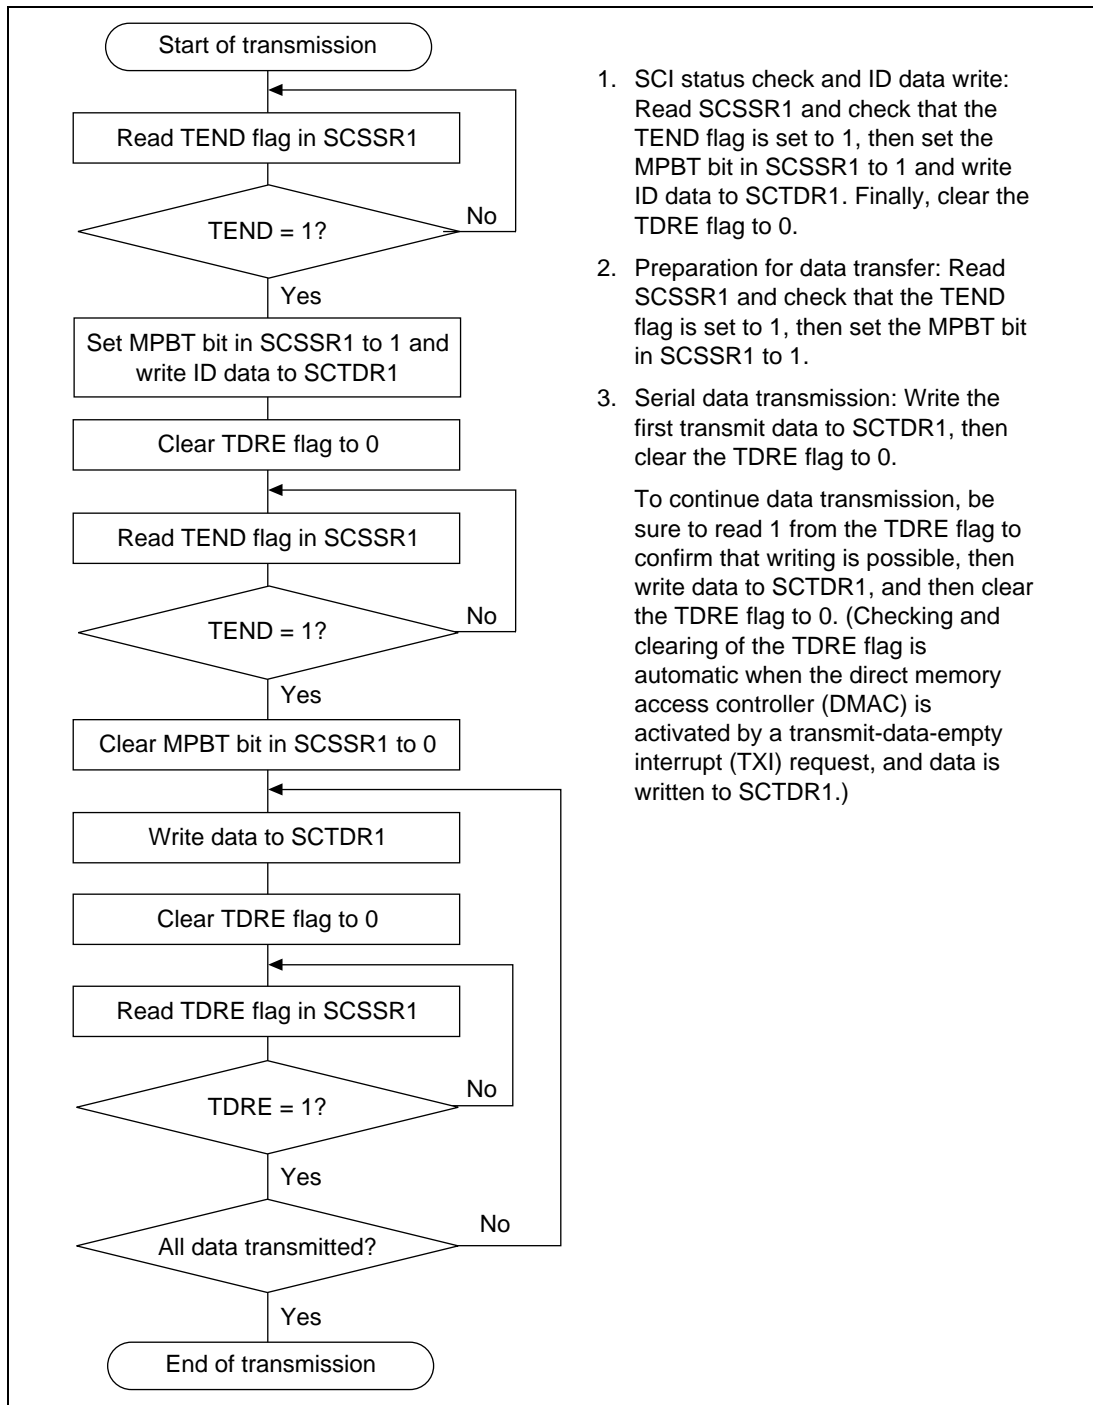 Start of transmission
Read TEND flag in SCSSR1
TEND = 1?
No
Yes
Set MPBT bit in SCSSR1 to 1 and
write ID data to SCTDR1
Clear TDRE flag to 0
Read TEND flag in SCSSR1
TEND = 1?
No
Yes
Clear MPBT bit in SCSSR1 to 0
Write data to SCTDR1
Clear TDRE flag to 0
Read TDRE flag in SCSSR1
TDRE = 1?
No
Yes
All data transmitted?
No
Yes
End of transmission
1. SCI status check and ID data write:
Read SCSSR1 and check that the
TEND flag is set to 1, then set the
MPBT bit in SCSSR1 to 1 and write
ID data to SCTDR1. Finally, clear the
TDRE flag to 0.
2. Preparation for data transfer: Read
SCSSR1 and check that the TEND
flag is set to 1, then set the MPBT bit
in SCSSR1 to 1.
3. Serial data transmission: Write the
first transmit data to SCTDR1, then
clear the TDRE flag to 0.
To continue data transmission, be
sure to read 1 from the TDRE flag to
confirm that writing is possible, then
write data to SCTDR1, and then clear
the TDRE flag to 0. (Checking and
clearing of the TDRE flag is
automatic when the direct memory
access controller (DMAC) is
activated by a transmit-data-empty
interrupt (TXI) request, and data is
written to SCTDR1.)